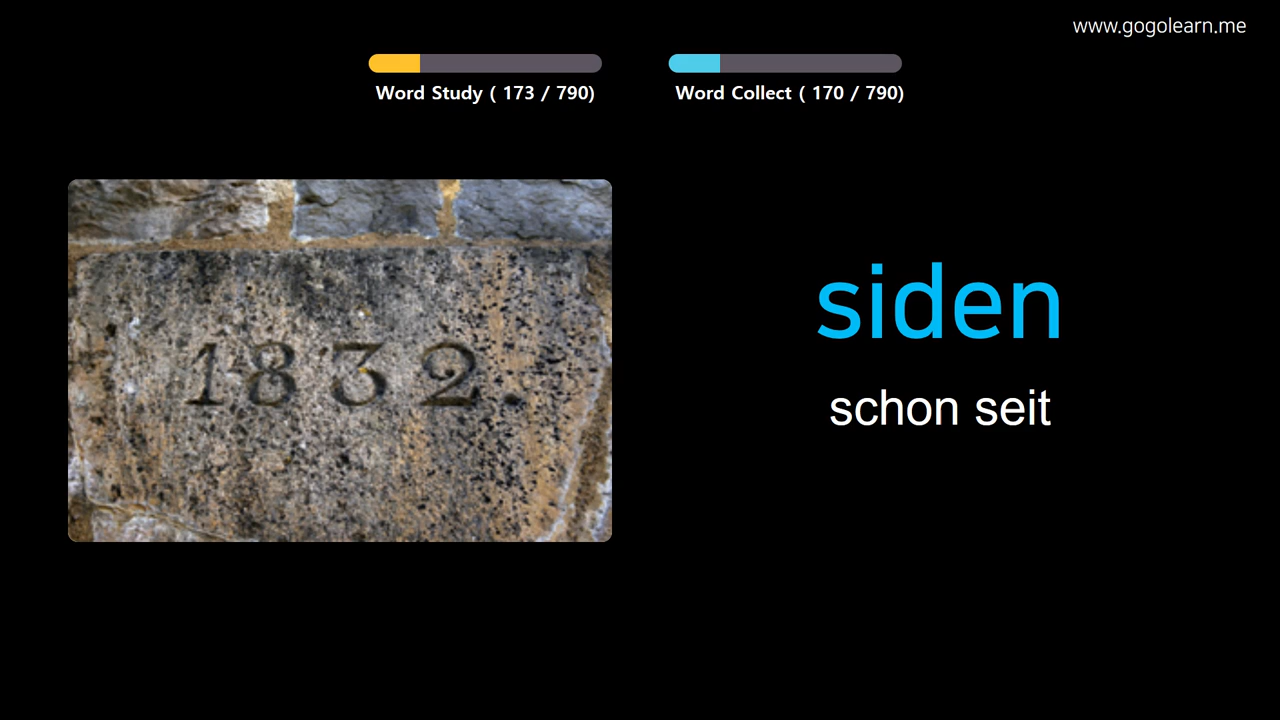 www.gogolearn.me
Word Study ( 173 / 790)
Word Collect ( 170 / 790)
1832.
siden
schon seit